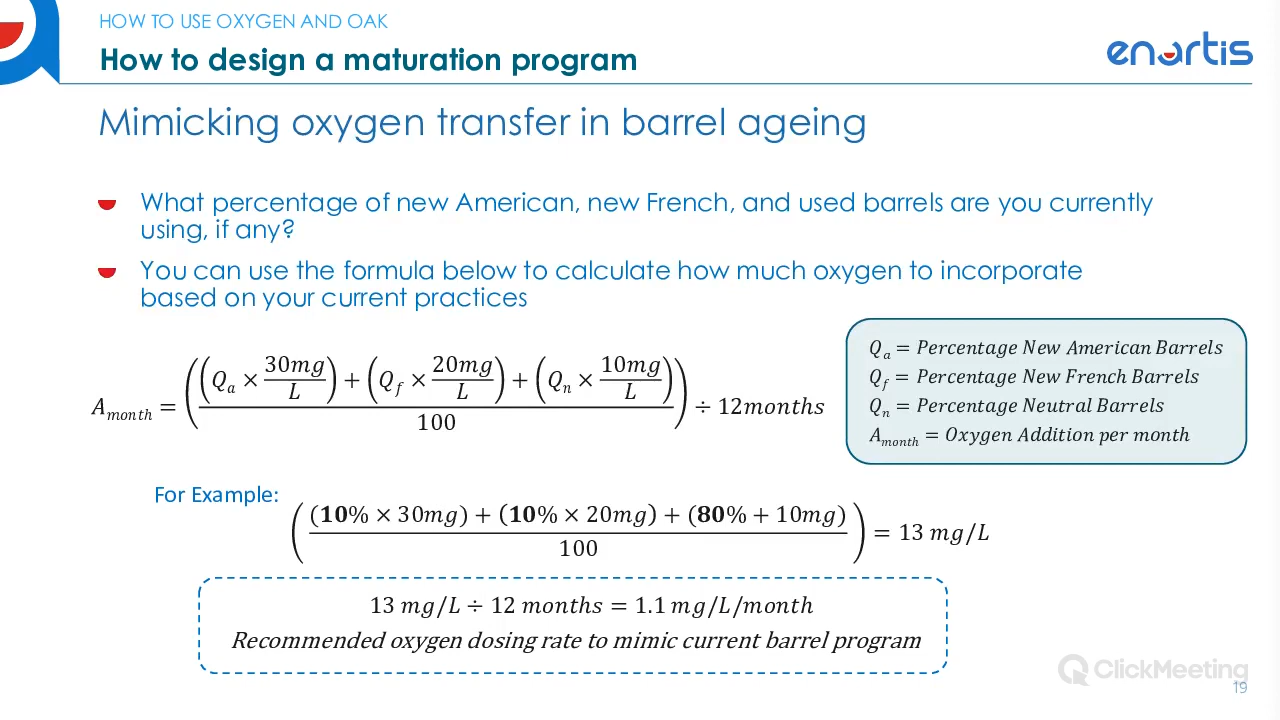 HOW TO USE OXYGEN AND OAK
How to design a maturation program
enartis
Mimicking oxygen transfer in barrel ageing
What percentage of new American, new French, and used barrels are you currently
using, if any?
You can use the formula below to calculate how much oxygen to incorporate
based on your current practices
A_month = (((Q_a × 30mg/L) + (Q_f × 20mg/L) + (Q_n × 10mg/L)) / 100) ÷ 12months
Q_a = Percentage New American Barrels
Q_f = Percentage New French Barrels
Q_n = Percentage Neutral Barrels
A_month = Oxygen Addition per month
For Example:
(((10% × 30mg) + (10% × 20mg) + (80% + 10mg)) / 100) = 13 mg/L
13 mg/L ÷ 12 months = 1.1 mg/L/month
Recommended oxygen dosing rate to mimic current barrel program
ClickMeeting
19